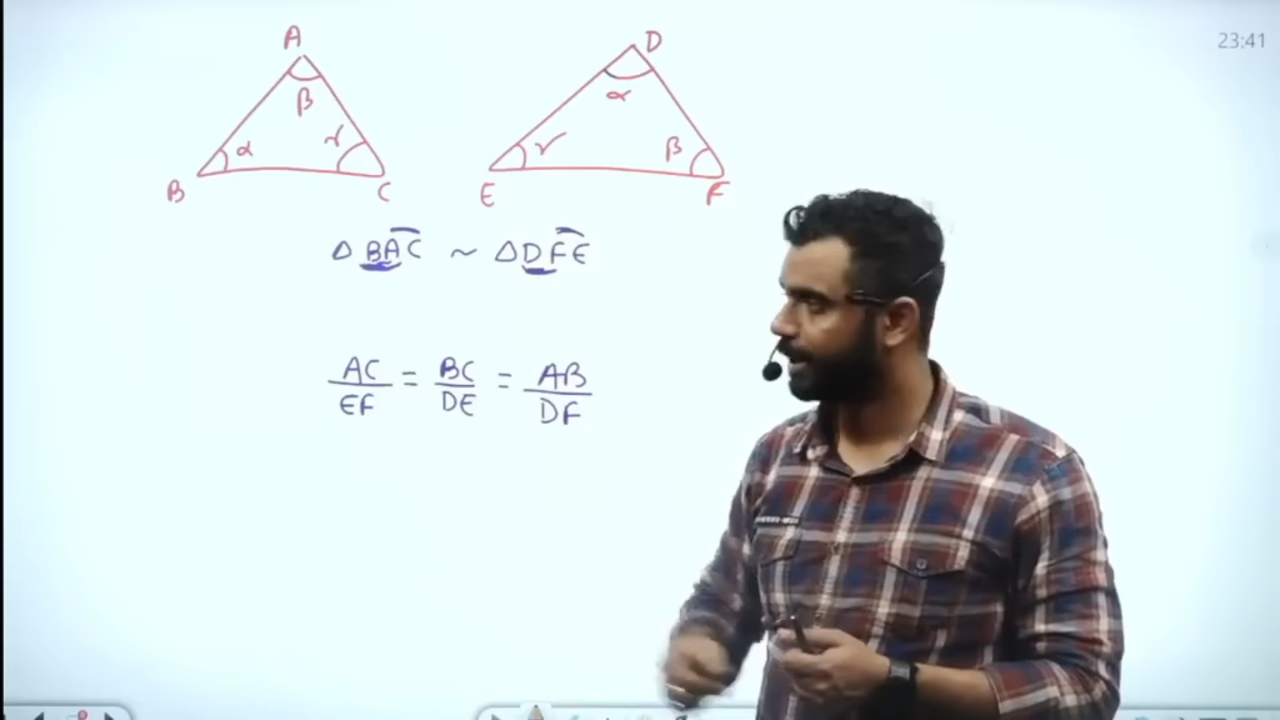 23:41
A D
β α
α γ γ β
B C E F
Δ BAC ~ Δ DFE
AC/EF = BC/DE = AB/DF